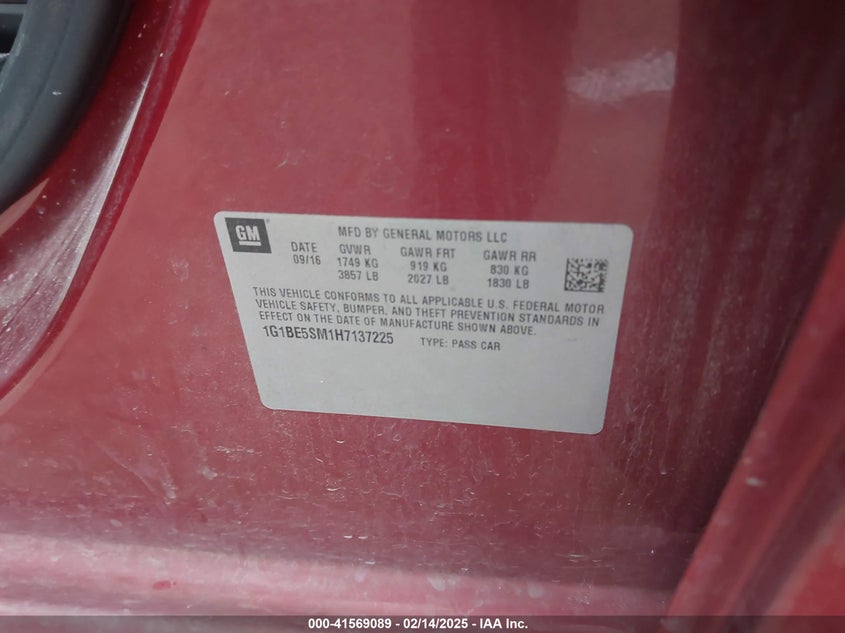 GM
MFD BY GENERAL MOTORS LLC
DATE GVWR GAWR FRT GAWR RR
09/16 1749 KG 919 KG 830 KG
3857 LB 2027 LB 1830 LB
THIS VEHICLE CONFORMS TO ALL APPLICABLE U.S. FEDERAL MOTOR
VEHICLE SAFETY, BUMPER, AND THEFT PREVENTION STANDARDS IN
EFFECT ON THE DATE OF MANUFACTURE SHOWN ABOVE.
1G1BE5SM1H7137225 TYPE: PASS CAR
000-41569089 - 02/14/2025 - IAA Inc.